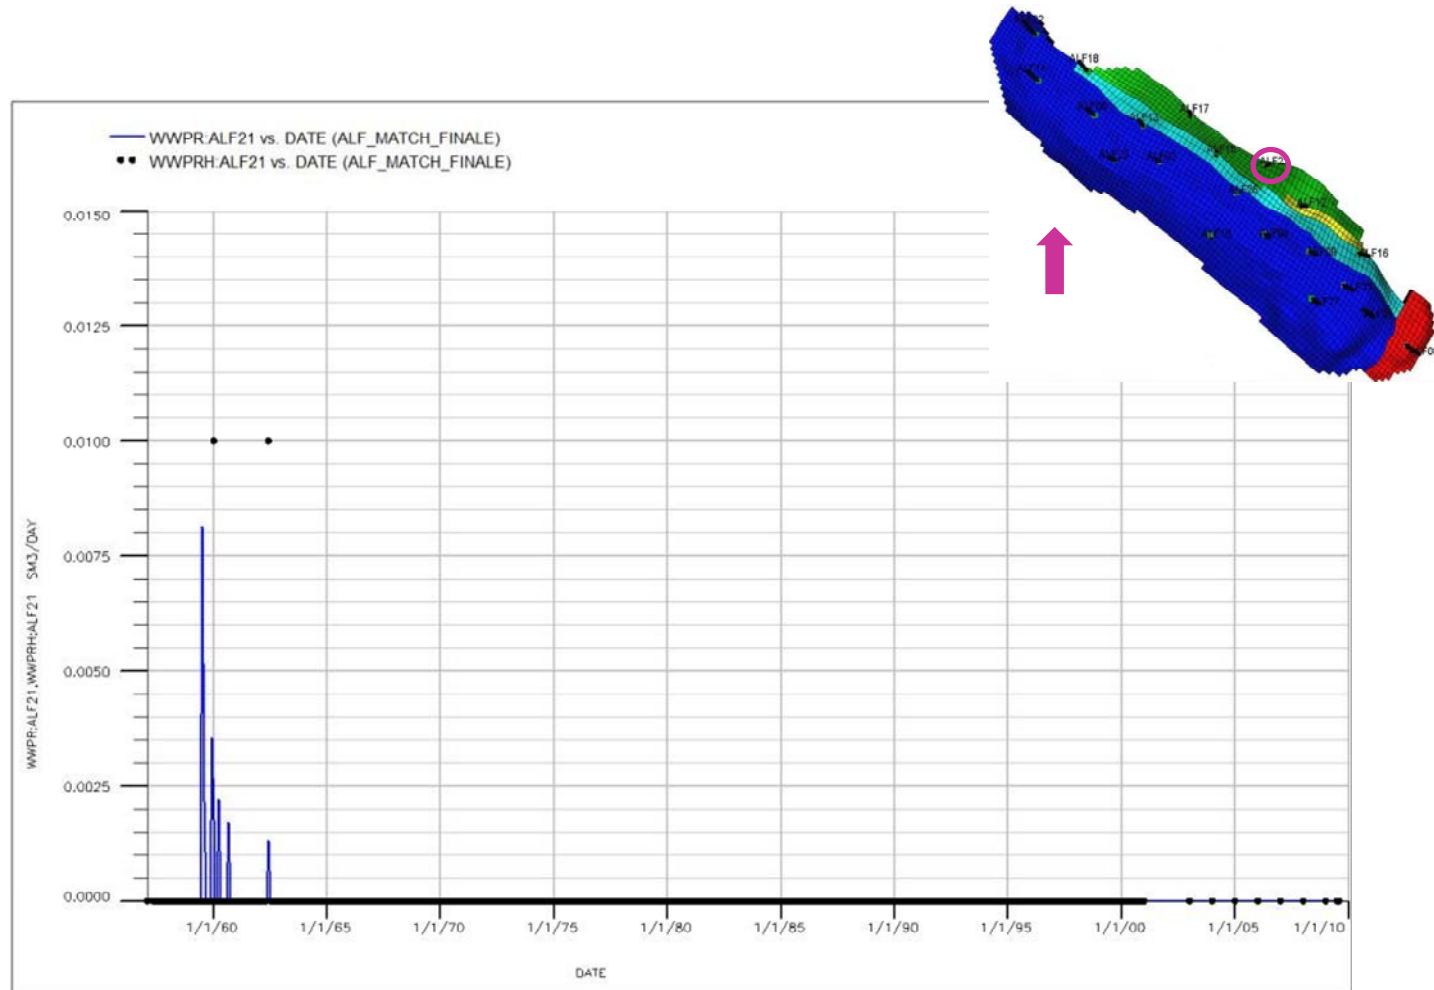 WWPR:ALF21 vs. DATE (ALF_MATCH_FINALE)
WWPRH:ALF21 vs. DATE (ALF_MATCH_FINALE)
ALF18
ALF17
ALF12
ALF16
0.0150
0.0125
0.0100
0.0075
0.0050
0.0025
0.0000
WWPR:ALF21,WWPRH:ALF21 SM3/DAY
1/1/60
1/1/65
1/1/70
1/1/75
1/1/80
1/1/85
1/1/90
1/1/95
1/1/00
1/1/05
1/1/10
DATE